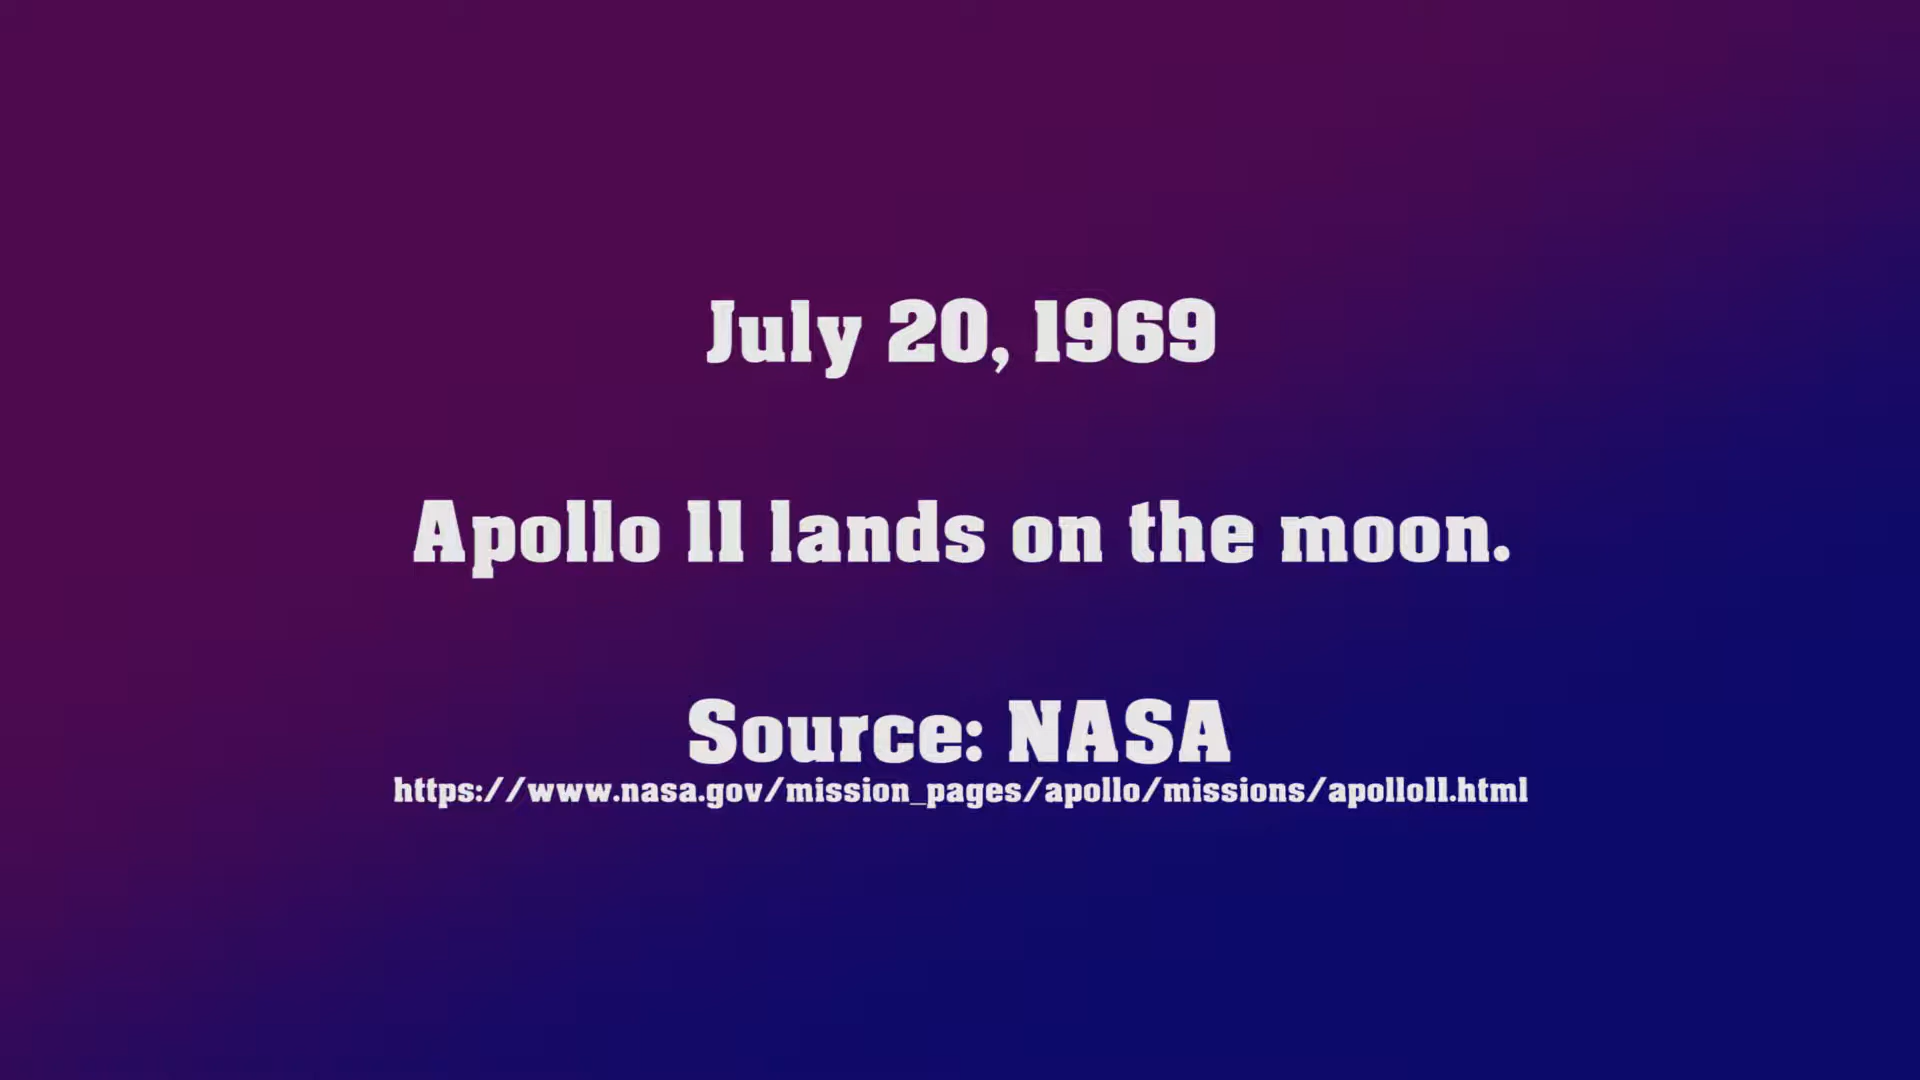 July 20, 1969
Apollo 11 lands on the moon.
Source: NASA
https://www.nasa.gov/mission_pages/apollo/missions/apollo11.html